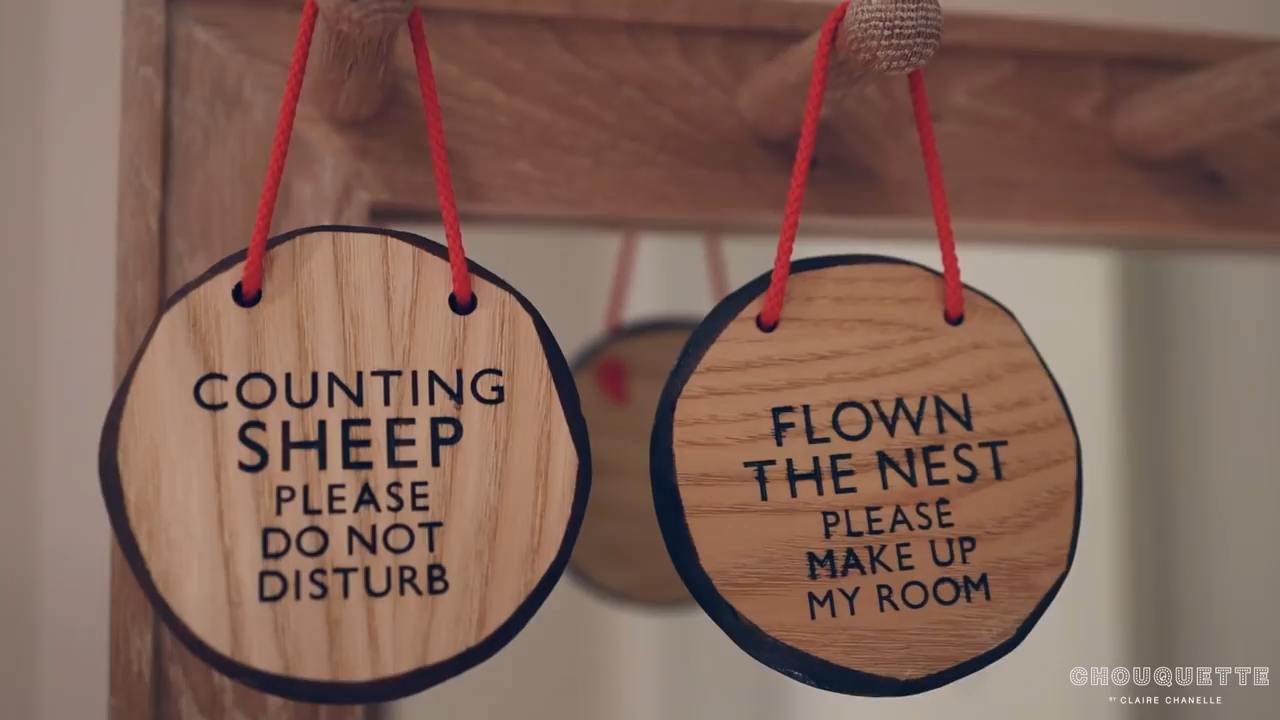 COUNTING
SHEEP
PLEASE
DO NOT
DISTURB
FLOWN
THE NEST
PLEASE
MAKE UP
MY ROOM
CHOUQUETTE
BY CLAIRE CHANELLE